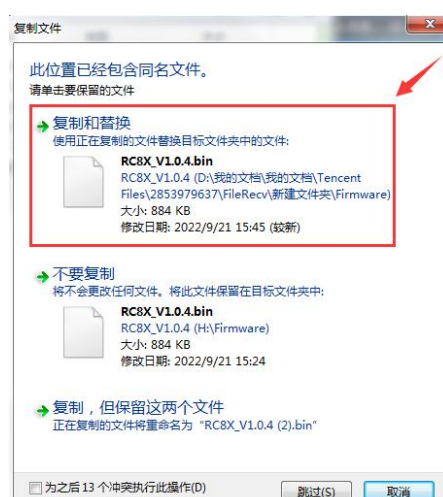 复制文件
此位置已经包含同名文件。
请单击要保留的文件
复制和替换
使用正在复制的文件替换目标文件夹中的文件:
RC8X_V1.0.4.bin
RC8X_V1.0.4 (D:\我的文档\我的文档\Tencent
Files\2853979637\FileRecv\新建文件夹\Firmware)
大小: 884 KB
修改日期: 2022/9/21 15:45 (较新)
不要复制
将不会更改任何文件。将此文件保留在目标文件夹中:
RC8X_V1.0.4.bin
RC8X_V1.0.4 (H:\Firmware)
大小: 884 KB
修改日期: 2022/9/21 15:24
复制，但保留这两个文件
正在复制的文件将重命名为 “RC8X_V1.0.4 (2).bin”
为之后 13 个冲突执行此操作(D)
跳过(S)
取消